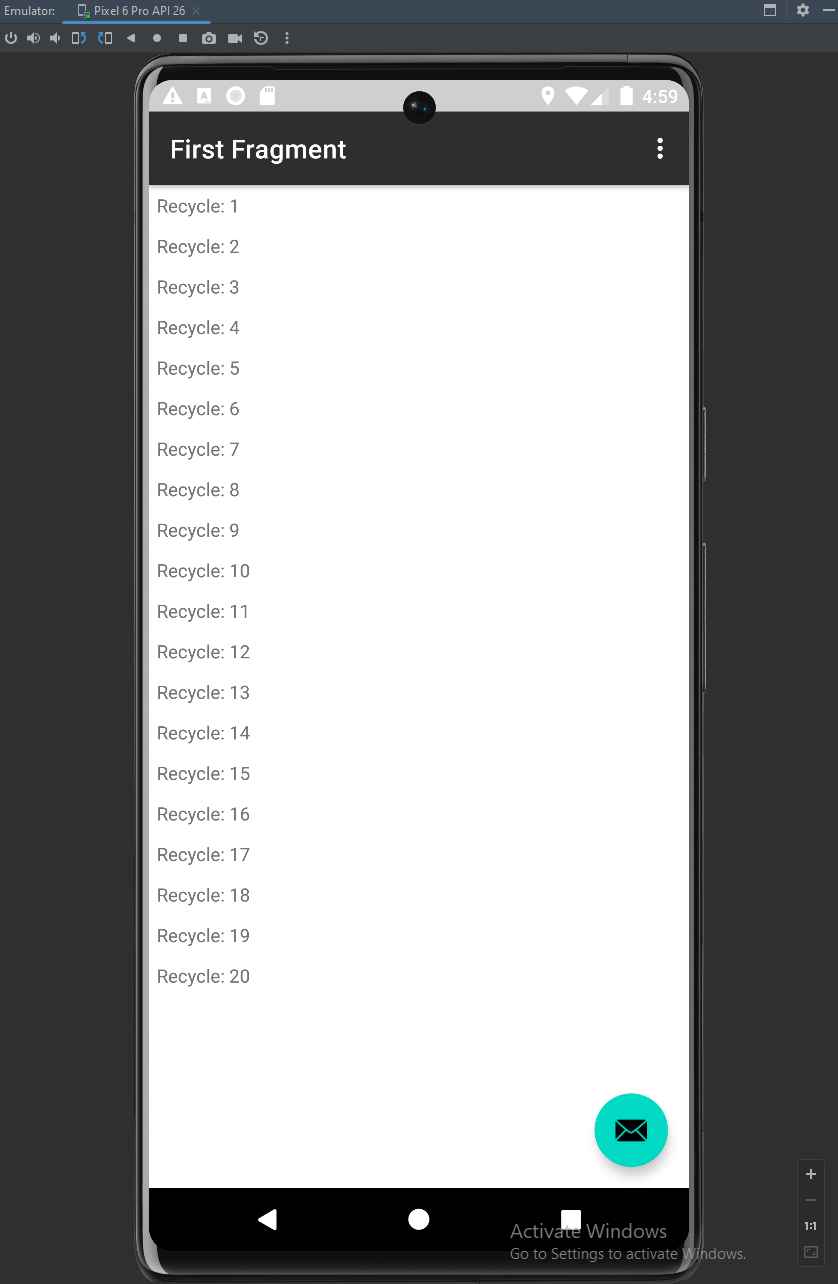 Emulator: Pixel 6 Pro API 26
4:59
First Fragment
Recycle: 1
Recycle: 2
Recycle: 3
Recycle: 4
Recycle: 5
Recycle: 6
Recycle: 7
Recycle: 8
Recycle: 9
Recycle: 10
Recycle: 11
Recycle: 12
Recycle: 13
Recycle: 14
Recycle: 15
Recycle: 16
Recycle: 17
Recycle: 18
Recycle: 19
Recycle: 20
1:1
Activate Windows
Go to Settings to activate Windows.